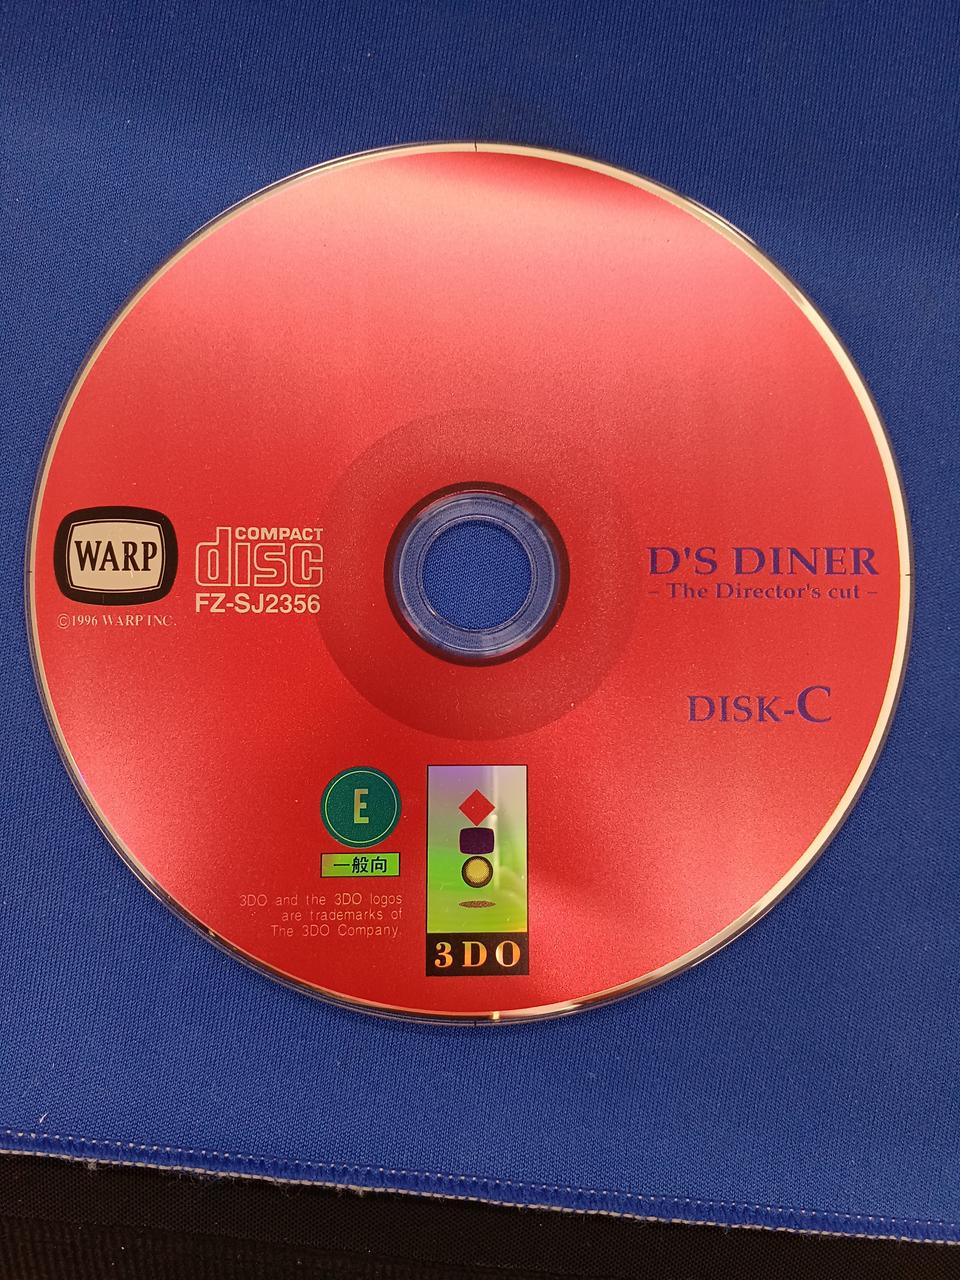 WARP
©1996 WARP INC.
COMPACT
disc
FZ-SJ2356
D'S DINER
– The Director's cut –
DISK-C
E
一般向
3DO and the 3DO logos
are trademarks of
The 3DO Company.
3DO